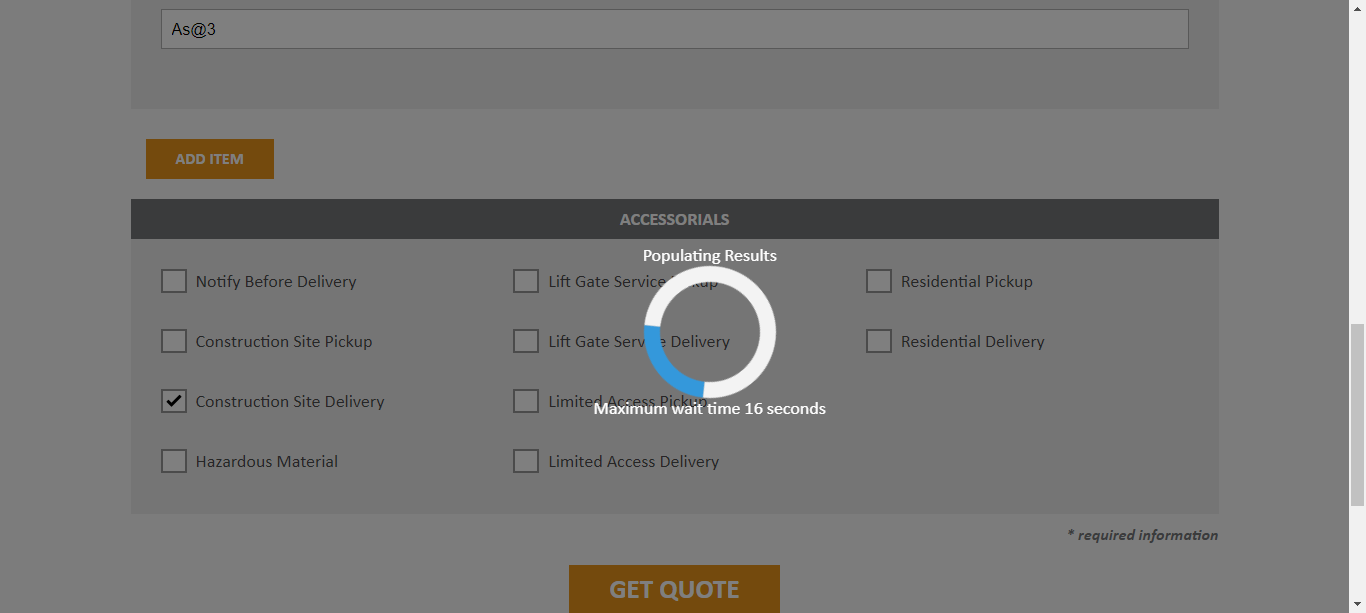 As@3
ADD ITEM
ACCESSORIALS
Populating Results
Notify Before Delivery
Lift Gate Service Pickup
Residential Pickup
Construction Site Pickup
Lift Gate Service Delivery
Residential Delivery
Construction Site Delivery
Limited Access Pickup
Maximum wait time 16 seconds
Hazardous Material
Limited Access Delivery
* required information
GET QUOTE